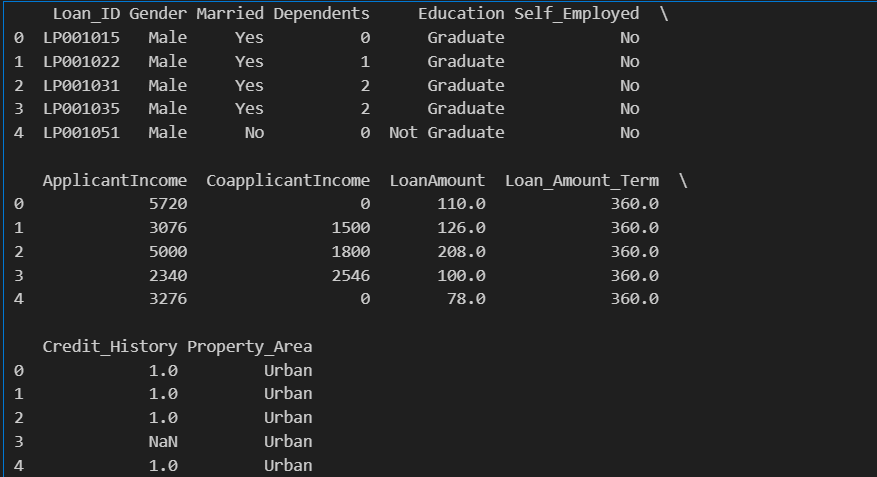 Loan_ID Gender Married Dependents     Education Self_Employed  \
0  LP001015   Male     Yes          0      Graduate            No
1  LP001022   Male     Yes          1      Graduate            No
2  LP001031   Male     Yes          2      Graduate            No
3  LP001035   Male     Yes          2      Graduate            No
4  LP001051   Male      No          0  Not Graduate            No

   ApplicantIncome  CoapplicantIncome  LoanAmount  Loan_Amount_Term  \
0             5720                  0       110.0             360.0
1             3076               1500       126.0             360.0
2             5000               1800       208.0             360.0
3             2340               2546       100.0             360.0
4             3276                  0        78.0             360.0

   Credit_History Property_Area
0             1.0         Urban
1             1.0         Urban
2             1.0         Urban
3             NaN         Urban
4             1.0         Urban